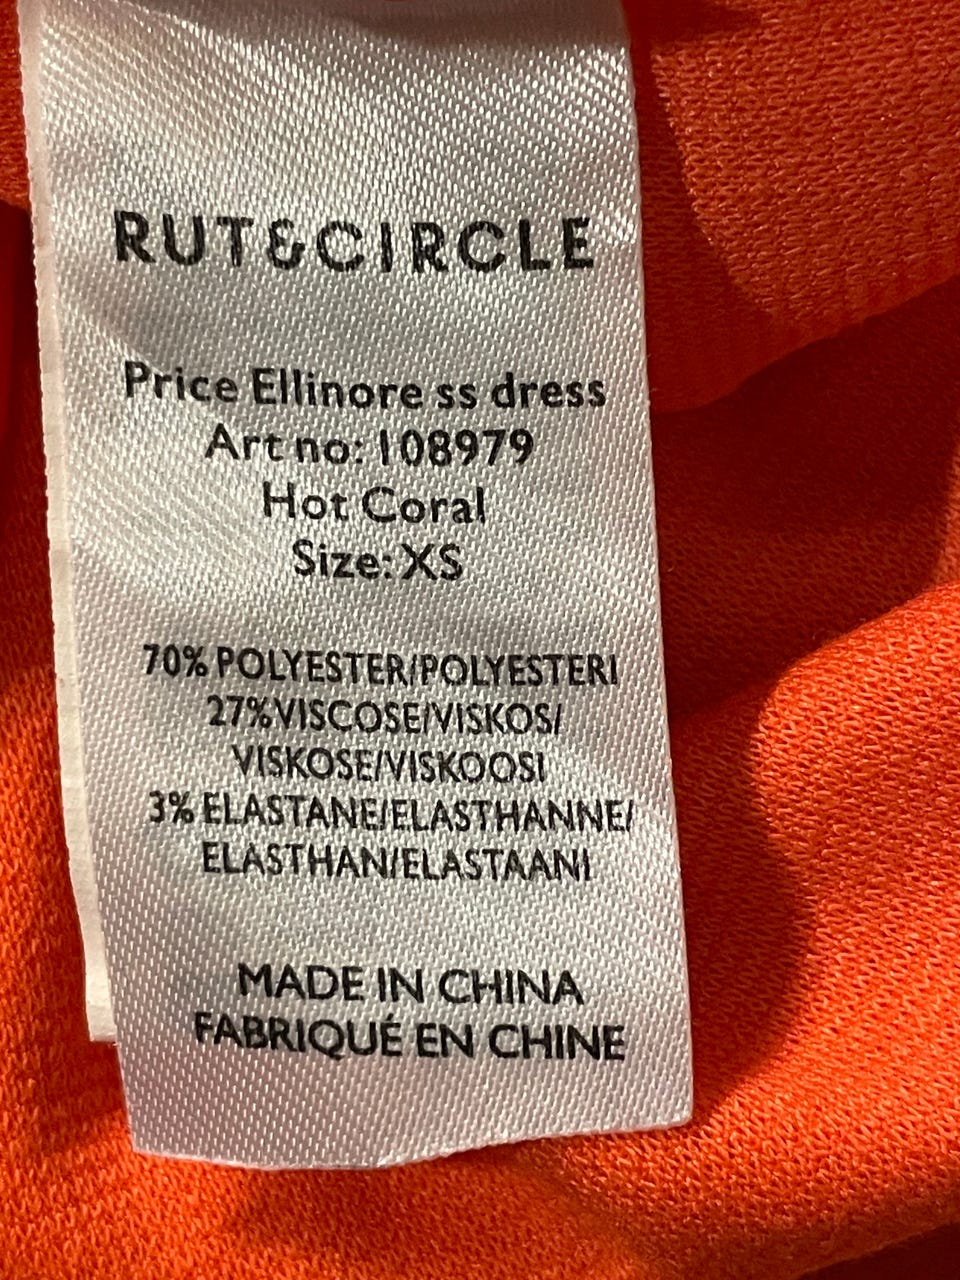 RUT&CIRCLE
Price Ellinore ss dress
Art no: 108979
Hot Coral
Size: XS
70% POLYESTER/POLYESTERI
27% VISCOSE/VISKOS/
VISKOSE/VISKOOSI
3% ELASTANE/ELASTHANNE/
ELASTHAN/ELASTAANI
MADE IN CHINA
FABRIQUÉ EN CHINE